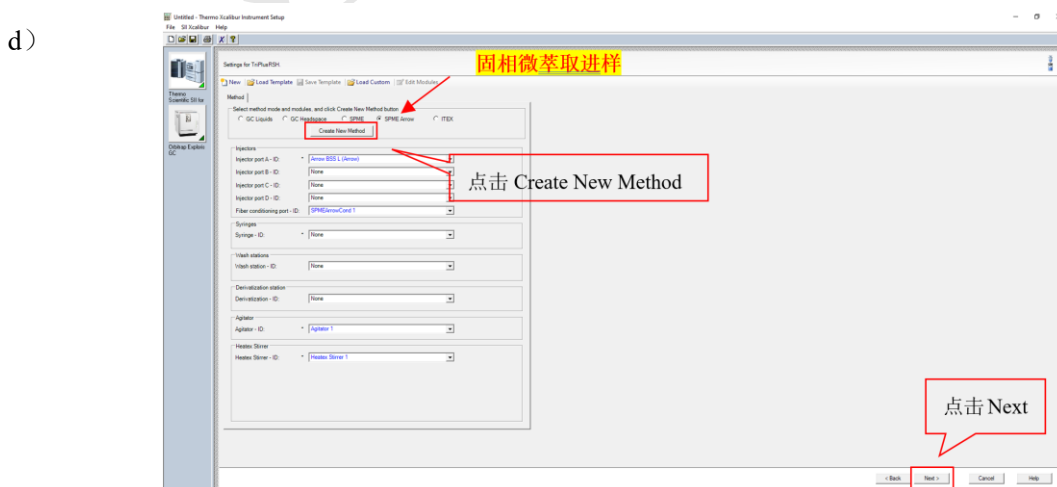 d）
Untitled - Thermo Xcalibur Instrument Setup
File SII Xcalibur Help
Settings for TriPlusRSH
固相微萃取进样
New Load Template Save Template Load Custom Edit Modules
Thermo Scientific SII for
Orbitrap Exploris GC
Method
Select method mode and modules, and click Create New Method button
GC Liquids GC Headspace SPME SPME Arrow ITEX
Create New Method
Injectors
Injector port A - ID: * Arrow BSS L (Arrow)
Injector port B - ID: None
Injector port C - ID: None
Injector port D - ID: None
Fiber conditioning port - ID: SPMEArrowCond 1
点击 Create New Method
Syringes
Syringe - ID: * None
Wash stations
Wash station - ID: None
Derivatization station
Derivatization - ID: None
Agitator
Agitator - ID: * Agitator 1
Heatex Stirrer
Heatex Stirrer - ID: * Heatex Stirrer 1
点击 Next
< Back Next > Cancel Help